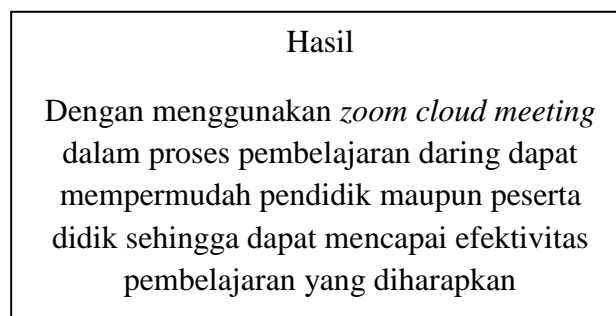 Hasil
Dengan menggunakan zoom cloud meeting
dalam proses pembelajaran daring dapat
mempermudah pendidik maupun peserta
didik sehingga dapat mencapai efektivitas
pembelajaran yang diharapkan